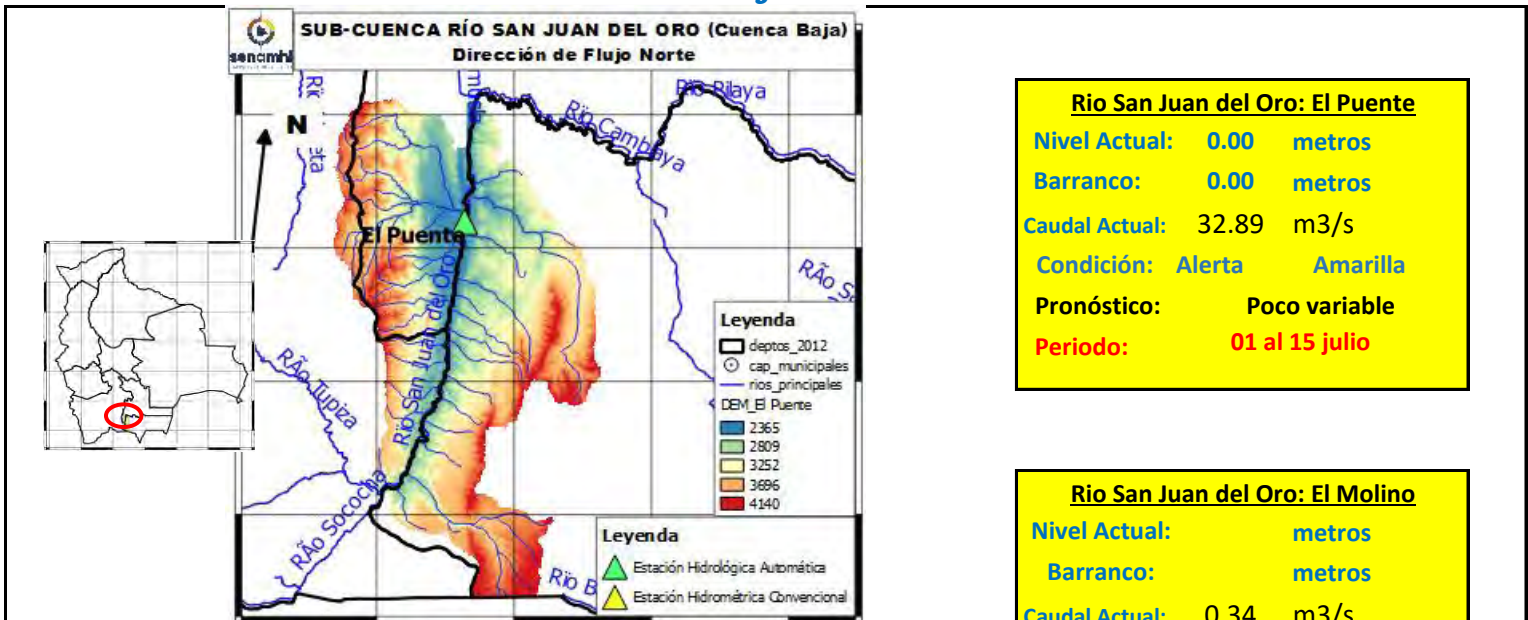 senamhi
SUB-CUENCA RÍO SAN JUAN DEL ORO (Cuenca Baja)
Dirección de Flujo Norte
N
Rio Pilaya
Río Camblaya
El Puente
Río San Juan del Oro
RÃo S
RÃo Tupiza
RÃo Sococha
Río B
Leyenda
deptos_2012
cap_municipales
rios_principales
DEM_El Puente
2365
2809
3252
3696
4140
Leyenda
Estación Hidrológica Automática
Estación Hidrométrica Convencional
Rio San Juan del Oro: El Puente
Nivel Actual: 0.00 metros
Barranco: 0.00 metros
Caudal Actual: 32.89 m3/s
Condición: Alerta Amarilla
Pronóstico: Poco variable
Periodo: 01 al 15 julio
Rio San Juan del Oro: El Molino
Nivel Actual: metros
Barranco: metros
Caudal Actual: 0.34 m3/s